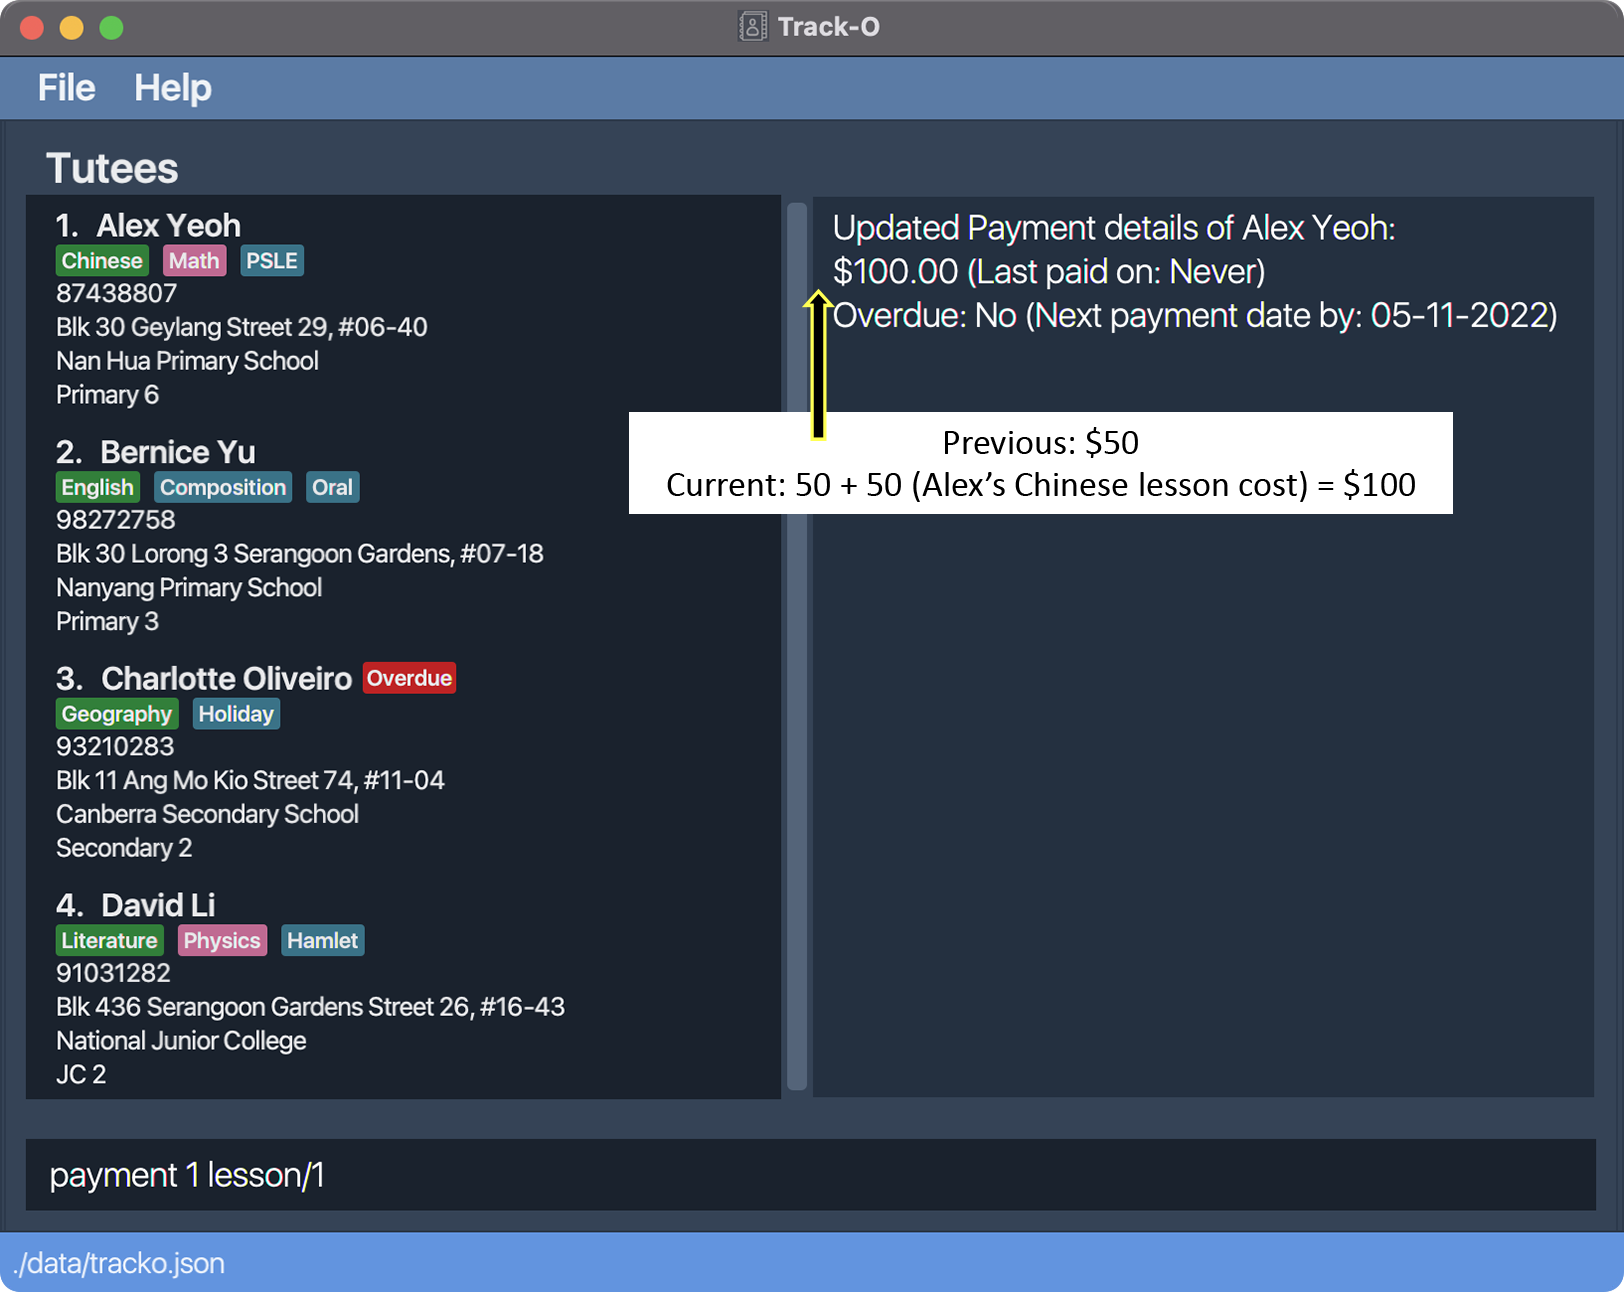 Track-O
File Help
Tutees
1. Alex Yeoh
Chinese Math PSLE
87438807
Blk 30 Geylang Street 29, #06-40
Nan Hua Primary School
Primary 6
2. Bernice Yu
English Composition Oral
98272758
Blk 30 Lorong 3 Serangoon Gardens, #07-18
Nanyang Primary School
Primary 3
3. Charlotte Oliveiro Overdue
Geography Holiday
93210283
Blk 11 Ang Mo Kio Street 74, #11-04
Canberra Secondary School
Secondary 2
4. David Li
Literature Physics Hamlet
91031282
Blk 436 Serangoon Gardens Street 26, #16-43
National Junior College
JC 2
Updated Payment details of Alex Yeoh:
$100.00 (Last paid on: Never)
Overdue: No (Next payment date by: 05-11-2022)
Previous: $50
Current: 50 + 50 (Alex’s Chinese lesson cost) = $100
payment 1 lesson/1
./data/tracko.json